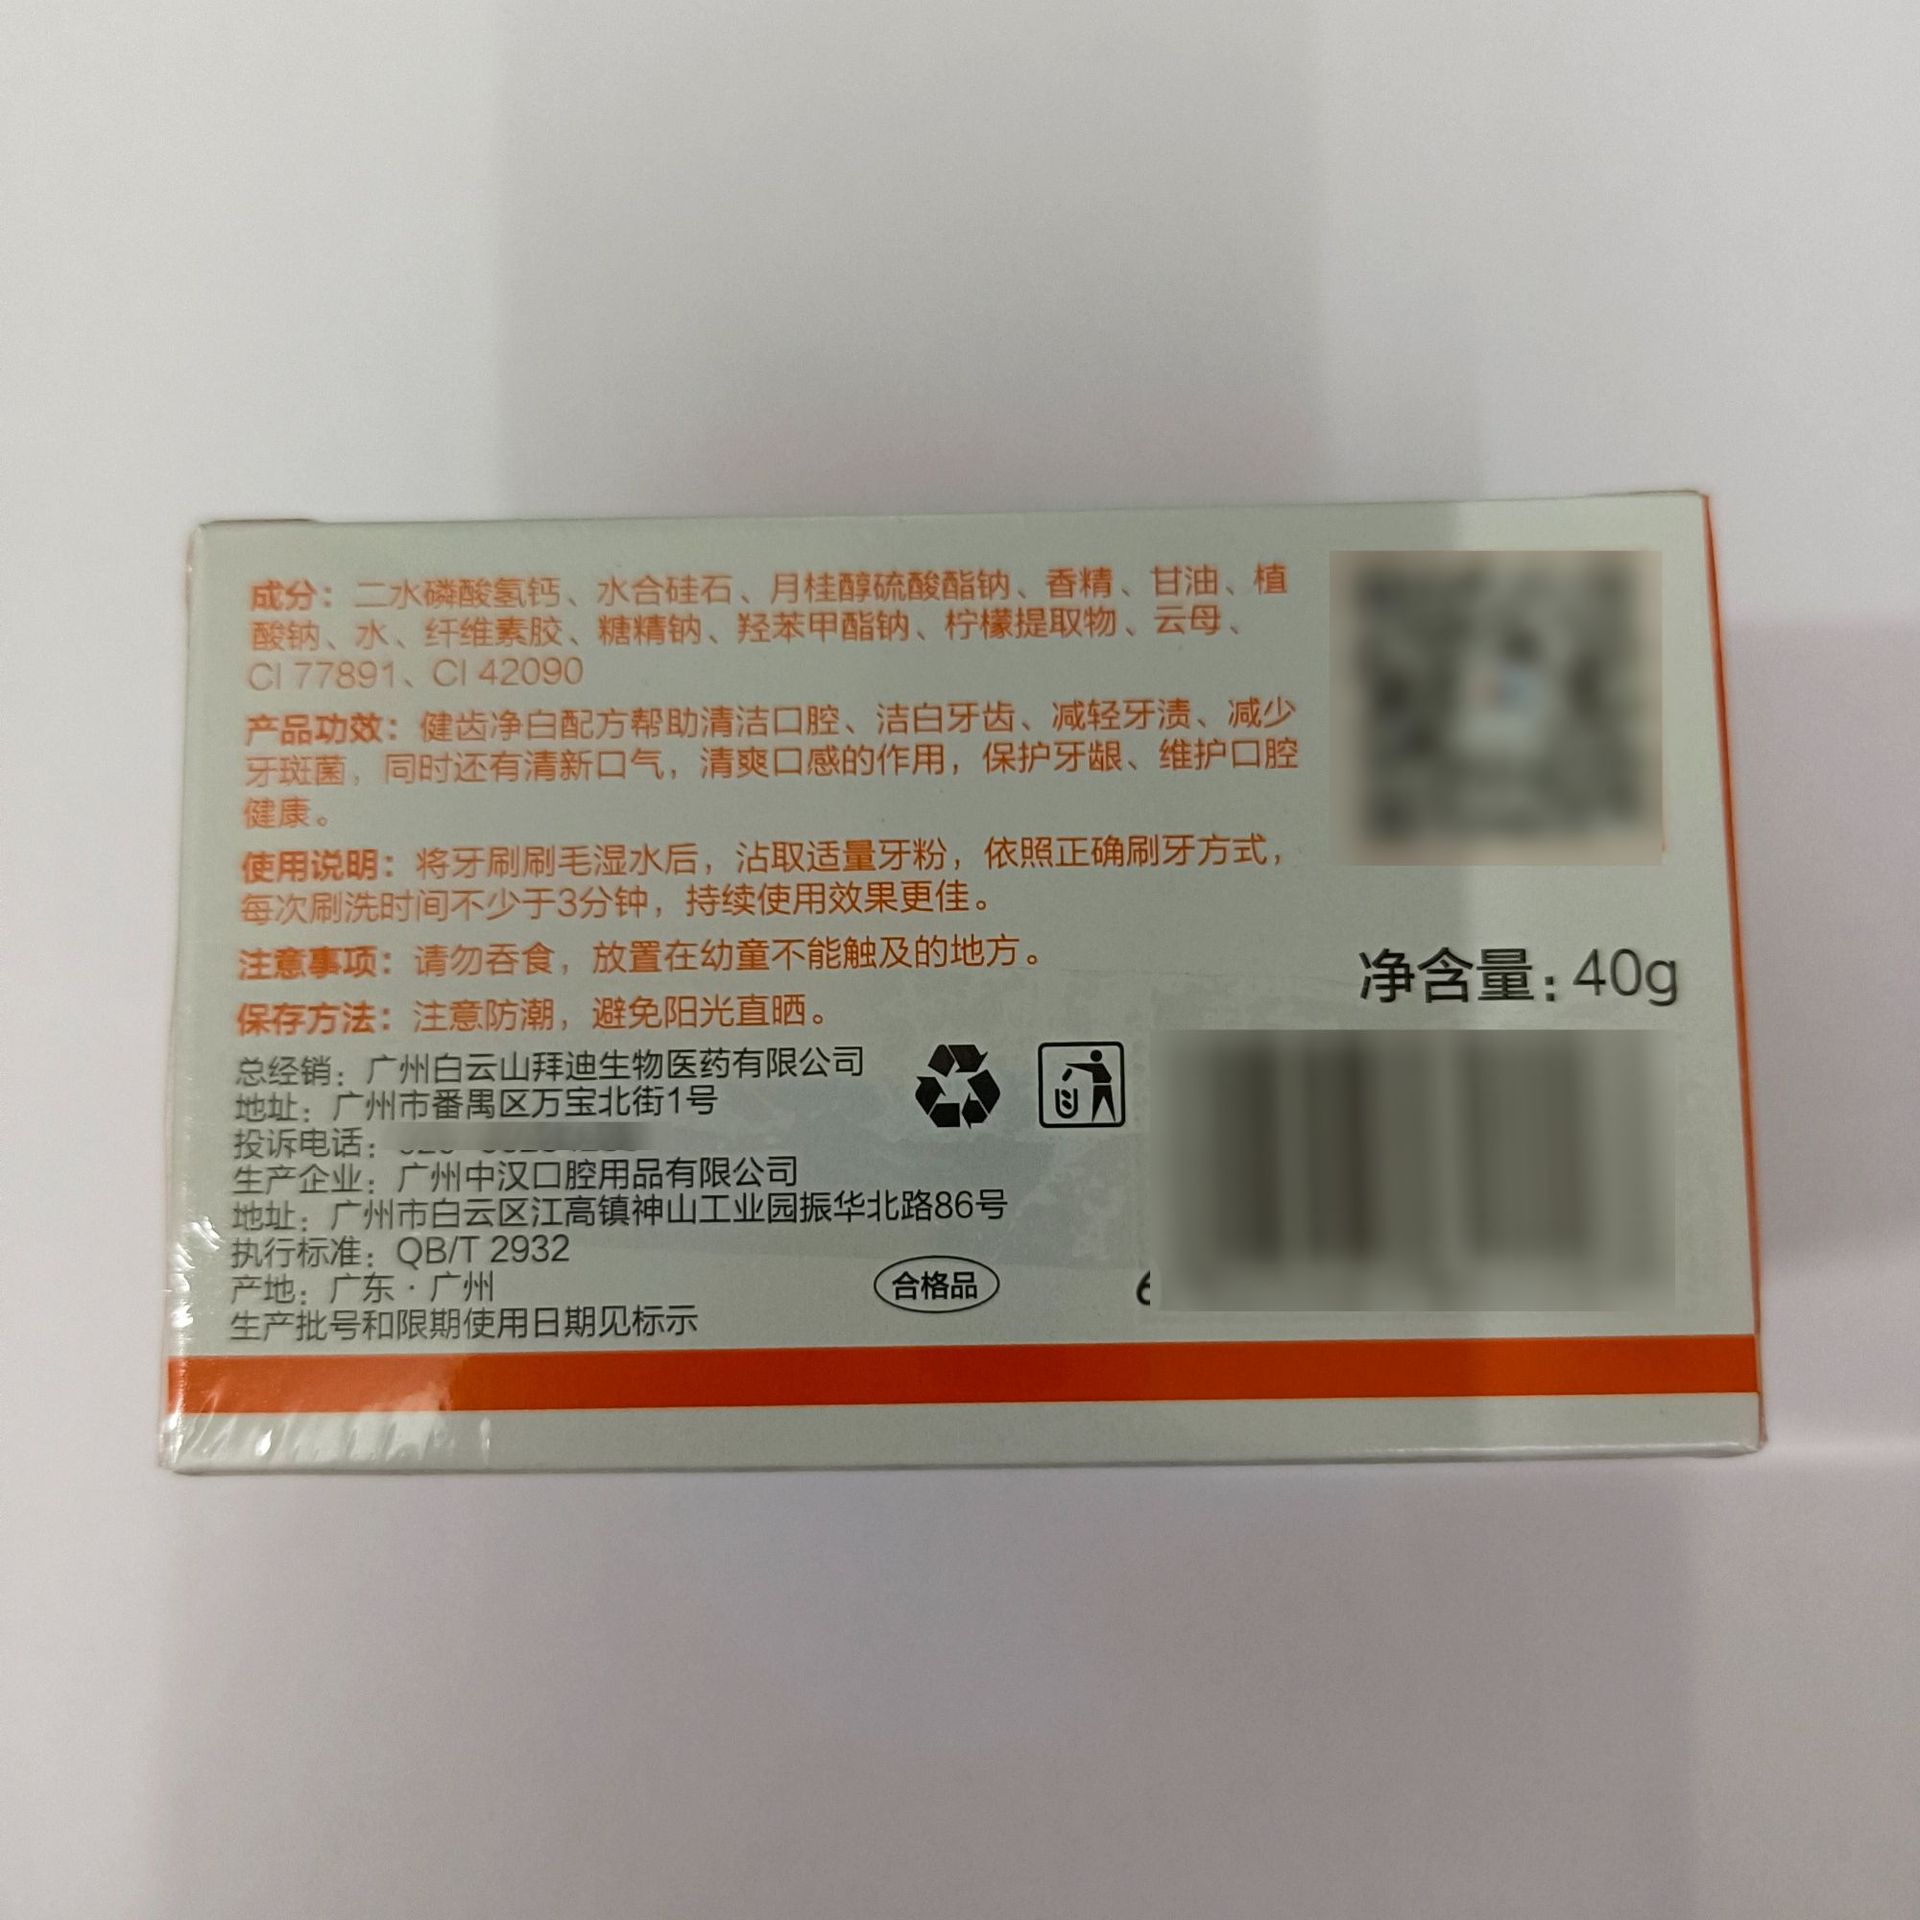 成分：二水磷酸氢钙、水合硅石、月桂醇硫酸酯钠、香精、甘油、植
酸钠、水、纤维素胶、糖精钠、羟苯甲酯钠、柠檬提取物、云母、
CI 77891、CI 42090
产品功效：健齿净白配方帮助清洁口腔、洁白牙齿、减轻牙渍、减少
牙斑菌，同时还有清新口气，清爽口感的作用，保护牙龈、维护口腔
健康。
使用说明：将牙刷刷毛湿水后，沾取适量牙粉，依照正确刷牙方式，
每次刷洗时间不少于3分钟，持续使用效果更佳。
注意事项：请勿吞食，放置在幼童不能触及的地方。
保存方法：注意防潮，避免阳光直晒。
净含量：40g
总经销：广州白云山拜迪生物医药有限公司
地址：广州市番禺区万宝北街1号
投诉电话：
生产企业：广州中汉口腔用品有限公司
地址：广州市白云区江高镇神山工业园振华北路86号
执行标准：QB/T 2932
产地：广东·广州
生产批号和限期使用日期见标示
合格品
6